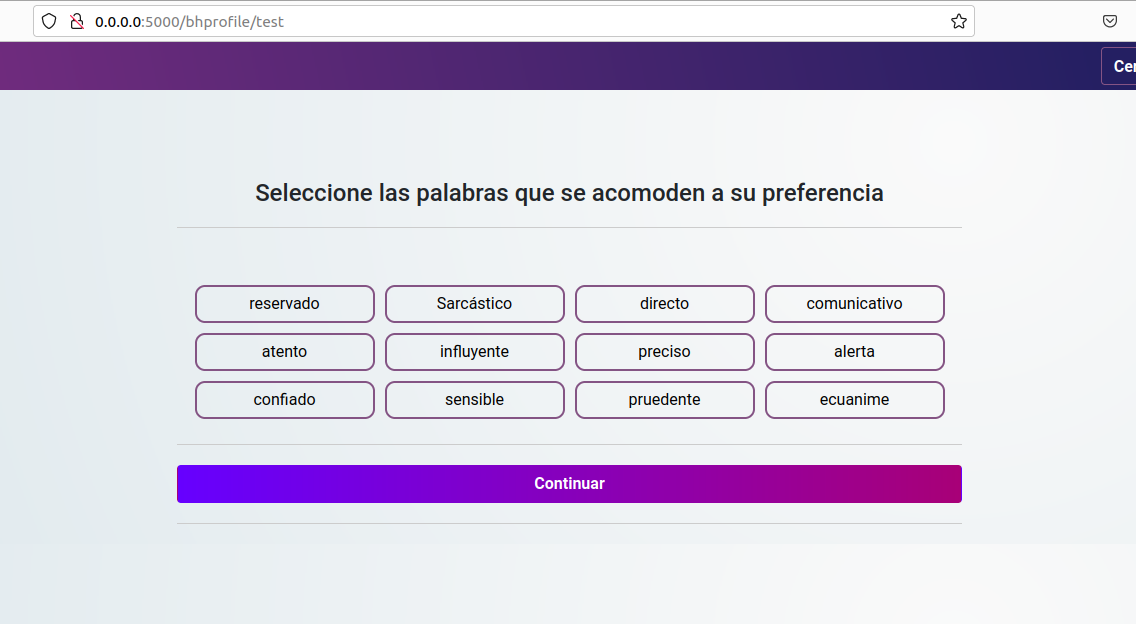 0.0.0.0:5000/bhprofile/test
Cer
Seleccione las palabras que se acomoden a su preferencia
reservado Sarcástico directo comunicativo
atento influyente preciso alerta
confiado sensible pruedente ecuanime
Continuar